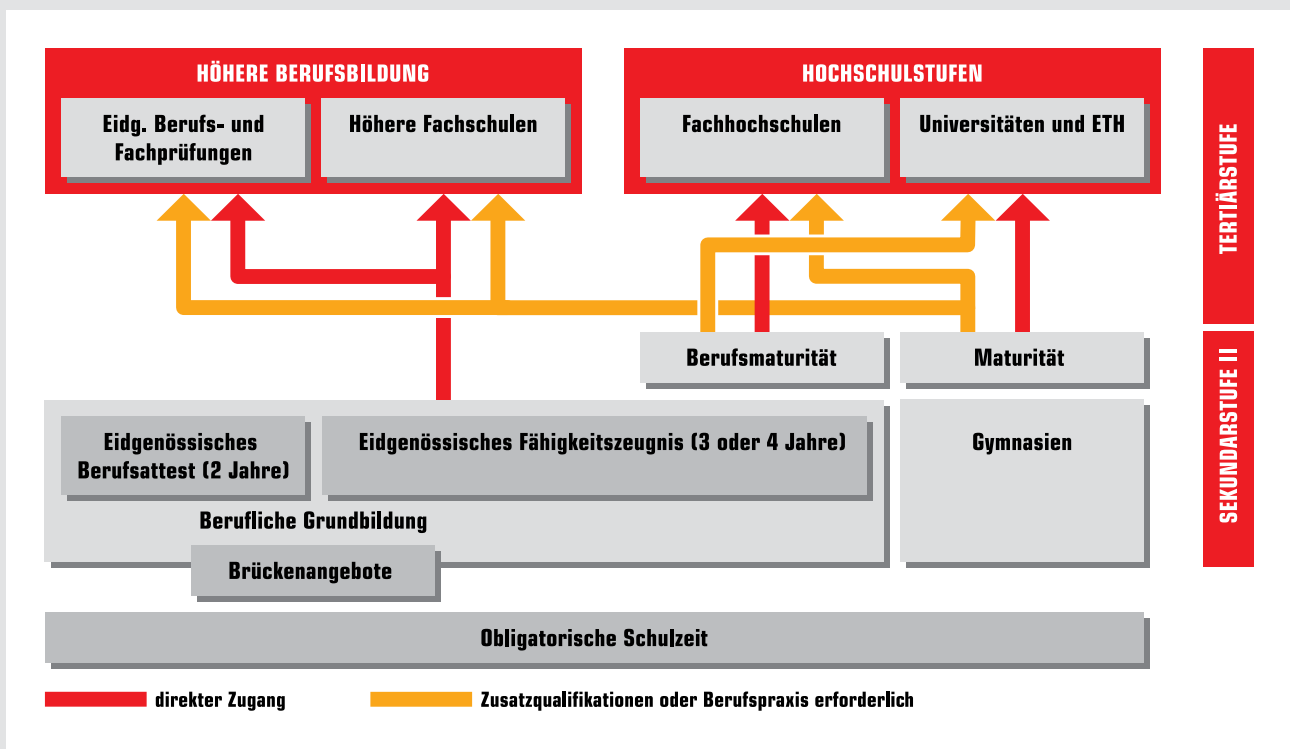 HÖHERE BERUFSBILDUNG
Eidg. Berufs- und
Fachprüfungen
Höhere Fachschulen
HOCHSCHULSTUFEN
Fachhochschulen
Universitäten und ETH
TERTIÄRSTUFE
Berufsmaturität
Maturität
SEKUNDARSTUFE II
Eidgenössisches
Berufsattest (2 Jahre)
Eidgenössisches Fähigkeitszeugnis (3 oder 4 Jahre)
Gymnasien
Berufliche Grundbildung
Brückenangebote
Obligatorische Schulzeit
direkter Zugang
Zusatzqualifikationen oder Berufspraxis erforderlich